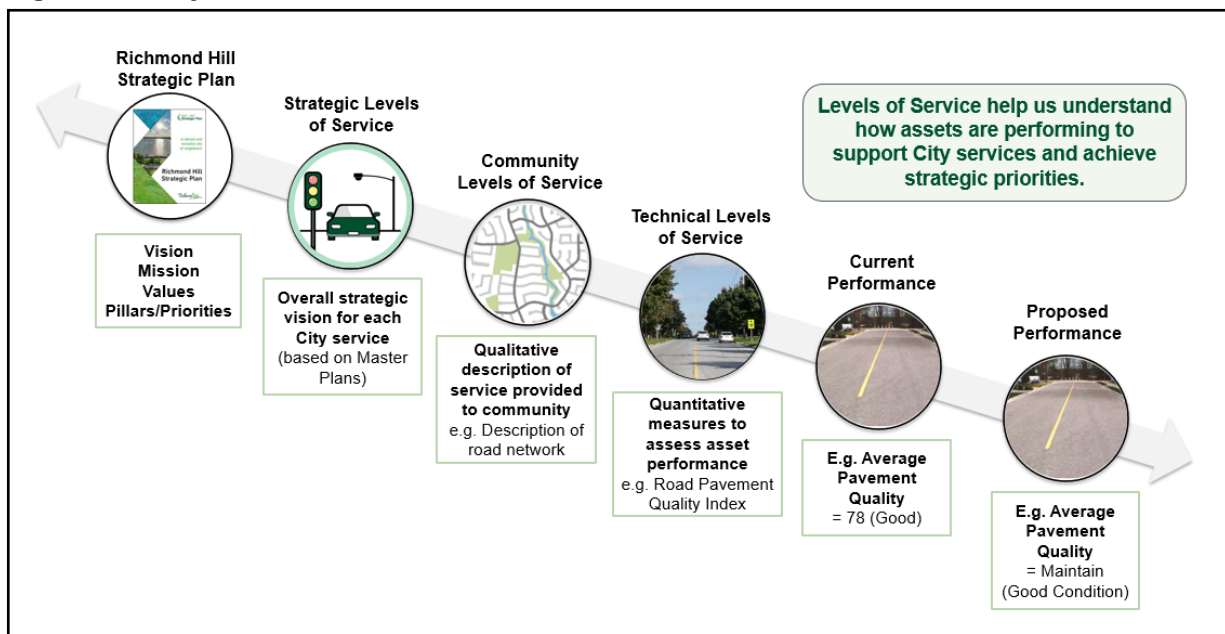 Richmond Hill
Strategic Plan
Strategic Plan
Richmond Hill
Strategic Plan
Vision
Mission
Values
Pillars/Priorities
Strategic Levels
of Service
Overall strategic
vision for each
City service
(based on Master
Plans)
Community
Levels of Service
Qualitative
description of
service provided
to community
e.g. Description of
road network
Technical Levels
of Service
Quantitative
measures to
assess asset
performance
e.g. Road Pavement
Quality Index
Current
Performance
E.g. Average
Pavement
Quality
= 78 (Good)
Proposed
Performance
E.g. Average
Pavement
Quality
= Maintain
(Good Condition)
Levels of Service help us understand
how assets are performing to
support City services and achieve
strategic priorities.